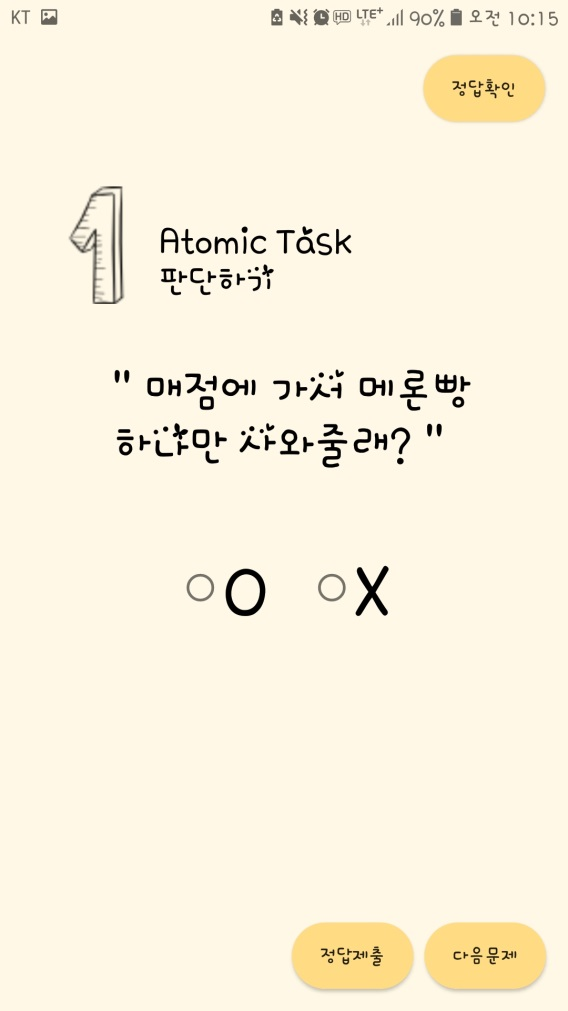 KT HD LTE+ 90% 오전 10:15
정답확인
1
Atomic Task
판단하기
" 매점에 가서 메론빵
하나만 사와줄래? "
O X
정답제출 다음문제